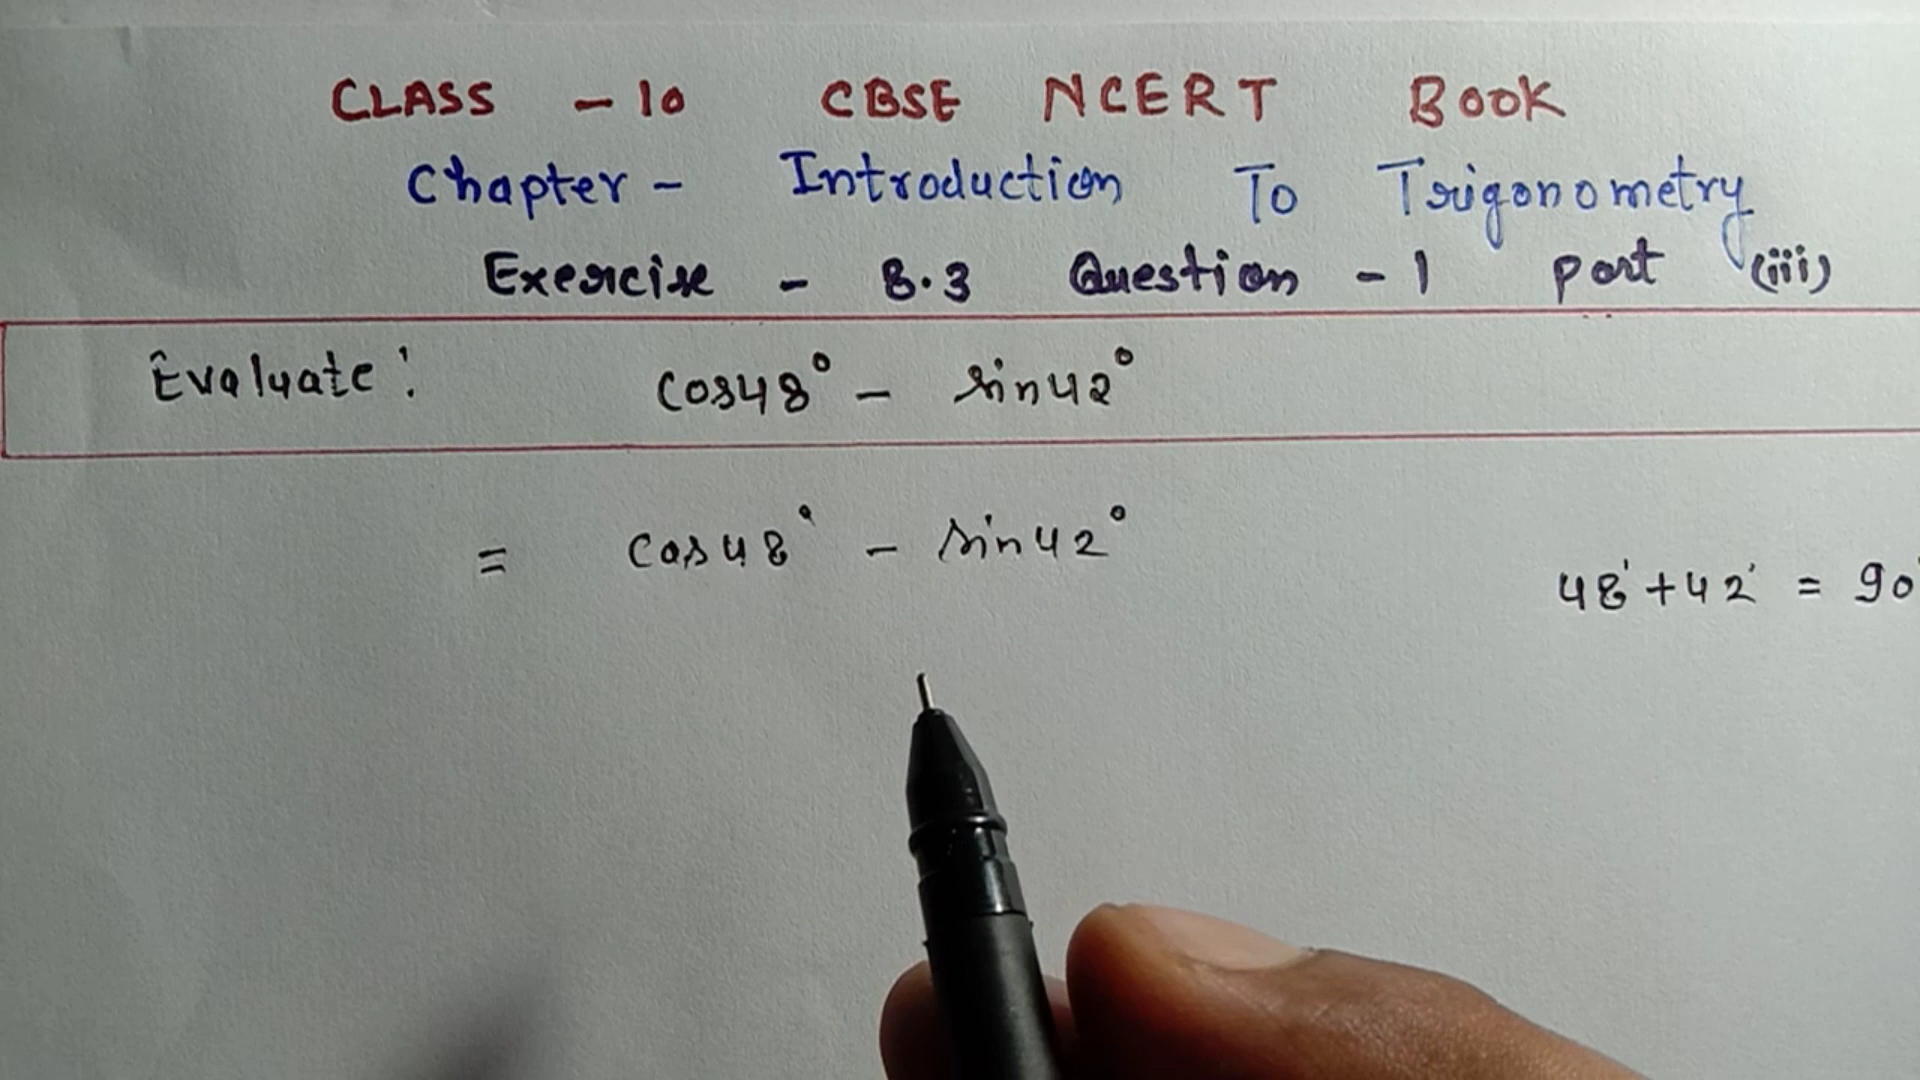 CLASS - 10 CBSE NCERT BOOK
Chapter - Introduction To Trigonometry
Exercise - 8.3 Question - 1 part (iii)
Evaluate : cos48° - sin42°
= cos48° - sin42°
48° + 42° = 90°